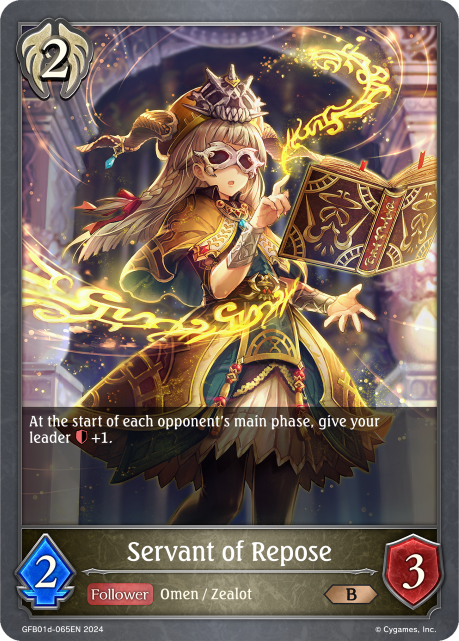 2
At the start of each opponent's main phase, give your
leader +1.
Servant of Repose
2
Follower Omen / Zealot
B
3
GFB01d-065EN 2024
© Cygames, Inc.